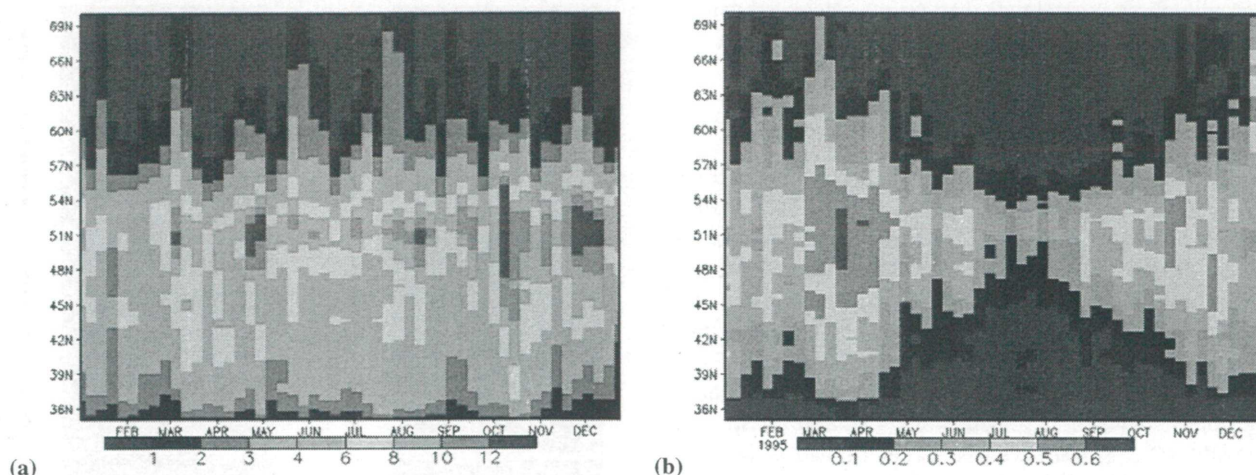 69N
66N
63N
60N
57N
54N
51N
48N
45N
42N
39N
36N
FEB MAR APR MAY JUN JUL AUG SEP OCT NOV DEC
1 2 3 4 6 8 10 12
(a)
69N
66N
63N
60N
57N
54N
51N
48N
45N
42N
39N
36N
FEB MAR APR MAY JUN JUL AUG SEP OCT NOV DEC
1995
0.1 0.2 0.3 0.4 0.5 0.6
(b)